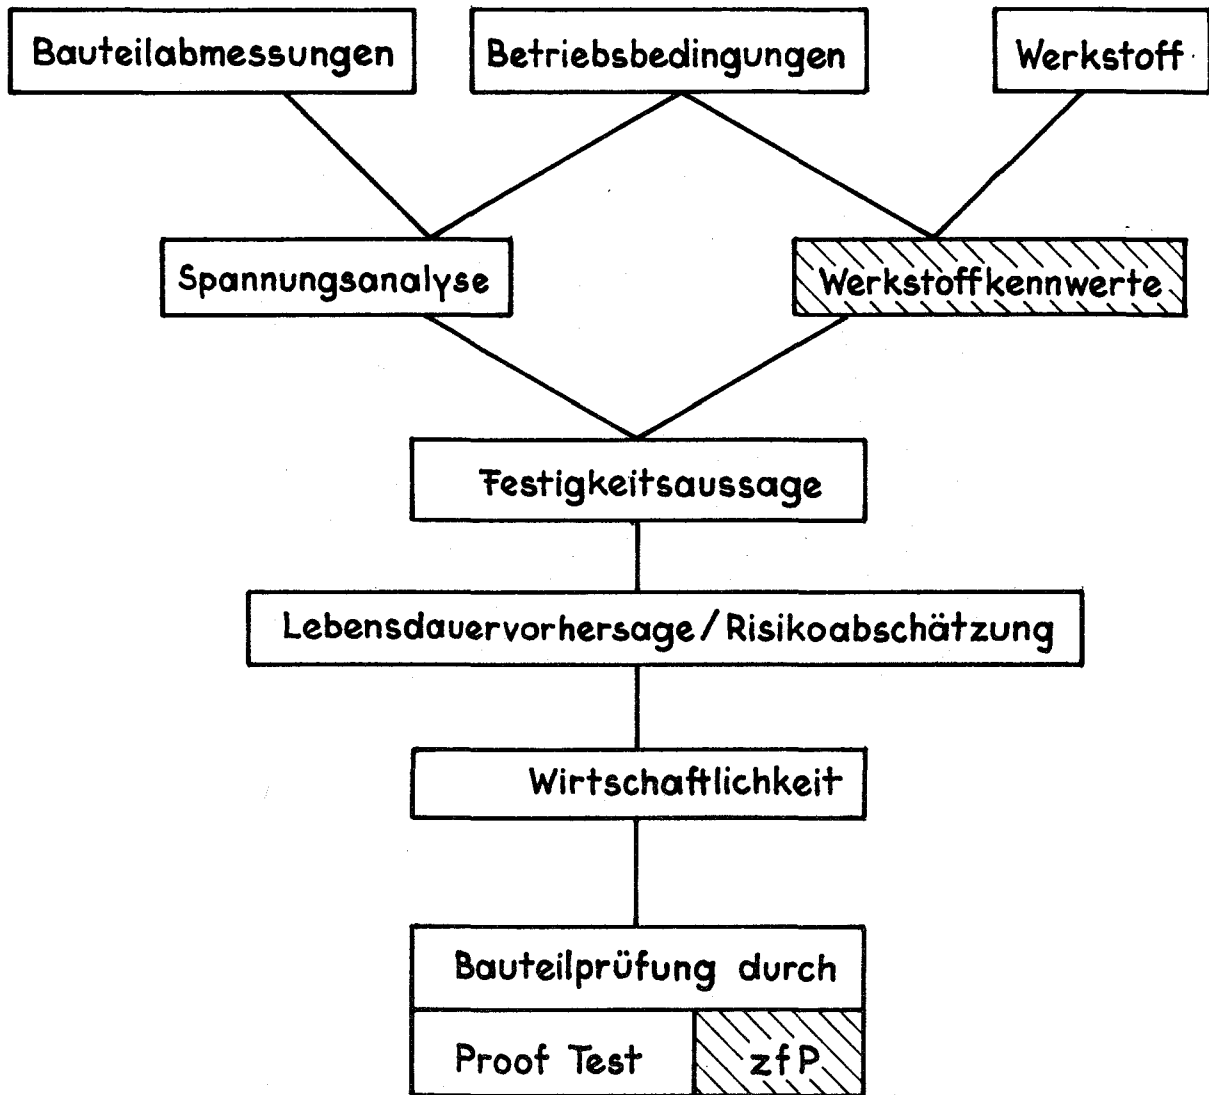 Bauteilabmessungen
Betriebsbedingungen
Werkstoff
Spannungsanalyse
Werkstoffkennwerte
Festigkeitsaussage
Lebensdauervorhersage / Risikoabschätzung
Wirtschaftlichkeit
Bauteilprüfung durch
Proof Test
zfP